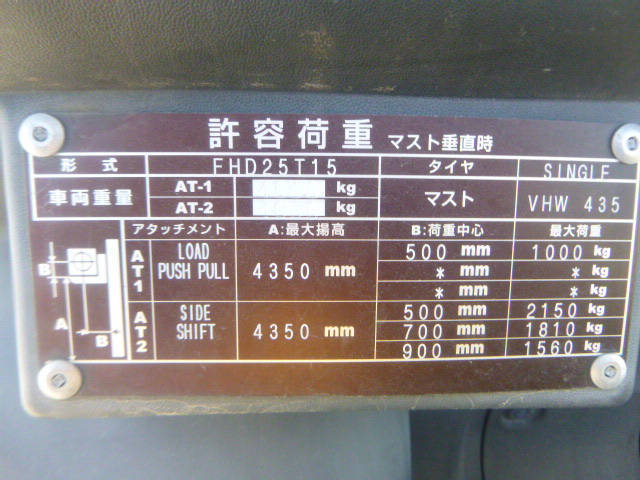 許容荷重 マスト垂直時
形式 FHD25T15 タイヤ SINGLE
車両重量 AT-1 kg マスト VHW 435
AT-2 kg
アタッチメント A:最大揚高 B:荷重中心 最大荷重
AT1 LOAD PUSH PULL 4350 mm 500 mm 1000 kg
* mm * kg
* mm * kg
AT2 SIDE SHIFT 4350 mm 500 mm 2150 kg
700 mm 1810 kg
900 mm 1560 kg
B
A
B